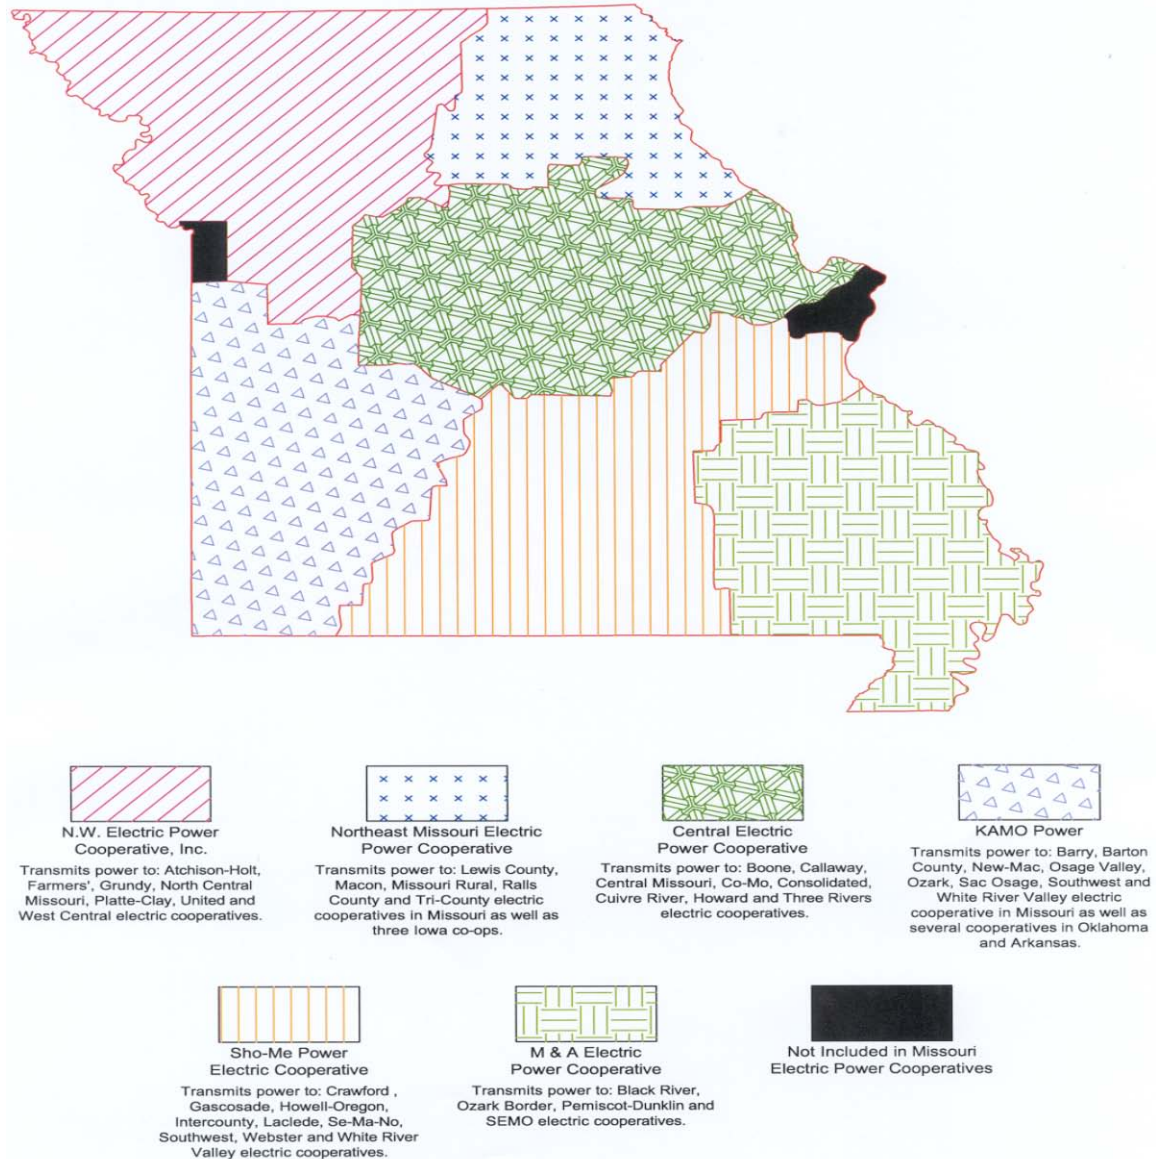 N.W. Electric Power
Cooperative, Inc.
Transmits power to: Atchison-Holt,
Farmers', Grundy, North Central
Missouri, Platte-Clay, United and
West Central electric cooperatives.
Northeast Missouri Electric
Power Cooperative
Transmits power to: Lewis County,
Macon, Missouri Rural, Ralls
County and Tri-County electric
cooperatives in Missouri as well as
three Iowa co-ops.
Central Electric
Power Cooperative
Transmits power to: Boone, Callaway,
Central Missouri, Co-Mo, Consolidated,
Cuivre River, Howard and Three Rivers
electric cooperatives.
KAMO Power
Transmits power to: Barry, Barton
County, New-Mac, Osage Valley,
Ozark, Sac Osage, Southwest and
White River Valley electric
cooperative in Missouri as well as
several cooperatives in Oklahoma
and Arkansas.
Sho-Me Power
Electric Cooperative
Transmits power to: Crawford ,
Gascosade, Howell-Oregon,
Intercounty, Laclede, Se-Ma-No,
Southwest, Webster and White River
Valley electric cooperatives.
M & A Electric
Power Cooperative
Transmits power to: Black River,
Ozark Border, Pemiscot-Dunklin and
SEMO electric cooperatives.
Not Included in Missouri
Electric Power Cooperatives